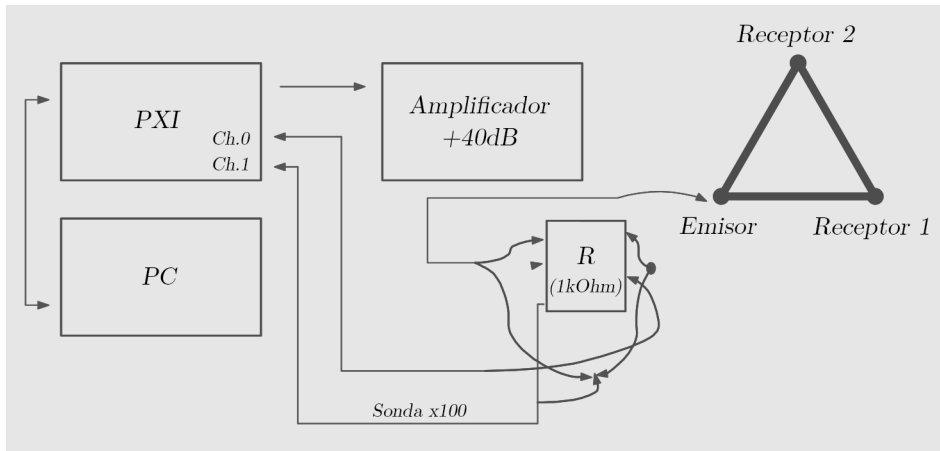 Receptor 2
PXI
Ch.0
Ch.1
Amplificador
+40dB
Emisor
Receptor 1
PC
R
(1kOhm)
Sonda x100